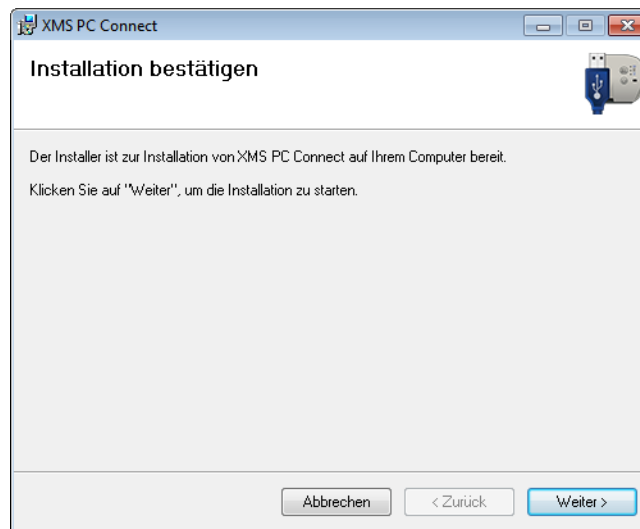 XMS PC Connect
Installation bestätigen
Der Installer ist zur Installation von XMS PC Connect auf Ihrem Computer bereit.
Klicken Sie auf "Weiter", um die Installation zu starten.
Abbrechen
< Zurück
Weiter >